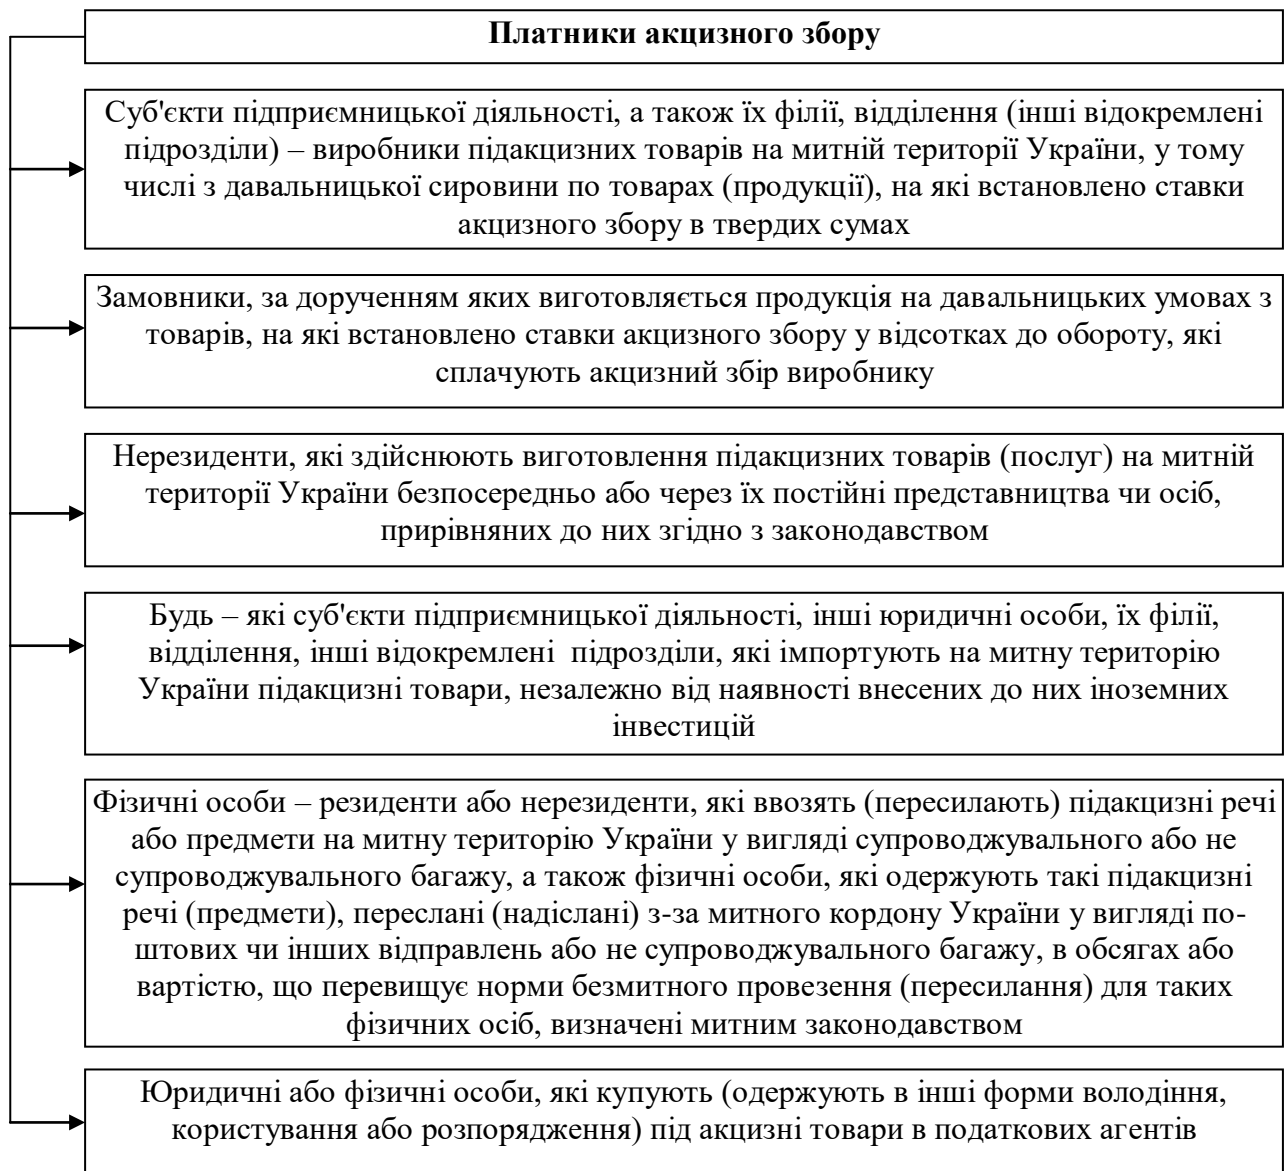 Платники акцизного збору
Суб'єкти підприємницької діяльності, а також їх філії, відділення (інші відокремлені
підрозділи) – виробники підакцизних товарів на митній території України, у тому
числі з давальницької сировини по товарах (продукції), на які встановлено ставки
акцизного збору в твердих сумах
Замовники, за дорученням яких виготовляється продукція на давальницьких умовах з
товарів, на які встановлено ставки акцизного збору у відсотках до обороту, які
сплачують акцизний збір виробнику
Нерезиденти, які здійснюють виготовлення підакцизних товарів (послуг) на митній
території України безпосередньо або через їх постійні представництва чи осіб,
прирівняних до них згідно з законодавством
Будь – які суб'єкти підприємницької діяльності, інші юридичні особи, їх філії,
відділення, інші відокремлені  підрозділи, які імпортують на митну територію
України підакцизні товари, незалежно від наявності внесених до них іноземних
інвестицій
Фізичні особи – резиденти або нерезиденти, які ввозять (пересилають) підакцизні речі
або предмети на митну територію України у вигляді супроводжувального або не
супроводжувального багажу, а також фізичні особи, які одержують такі підакцизні
речі (предмети), переслані (надіслані) з-за митного кордону України у вигляді по-
штових чи інших відправлень або не супроводжувального багажу, в обсягах або
вартістю, що перевищує норми безмитного провезення (пересилання) для таких
фізичних осіб, визначені митним законодавством
Юридичні або фізичні особи, які купують (одержують в інші форми володіння,
користування або розпорядження) під акцизні товари в податкових агентів